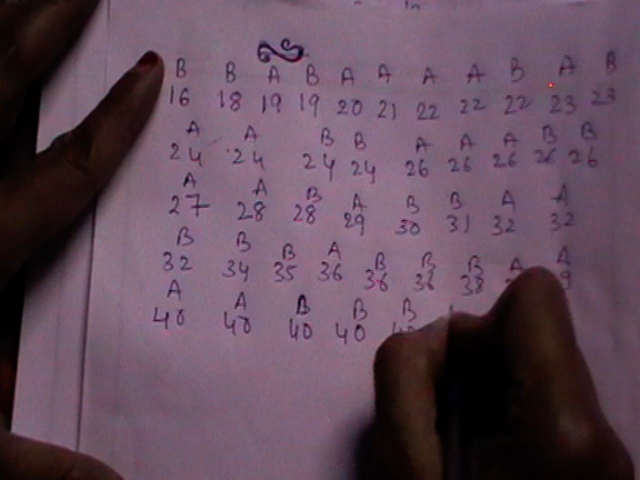 B B A B A A A A B A B
16 18 19 19 20 21 22 22 22 23 23
A A B B A A A B B
24 24 24 24 26 26 26 26 26
A A B A B B A A
27 28 28 29 30 31 32 32
B B B A B B B A A
32 34 35 36 36 36 38
A A B B B
40 40 40 40